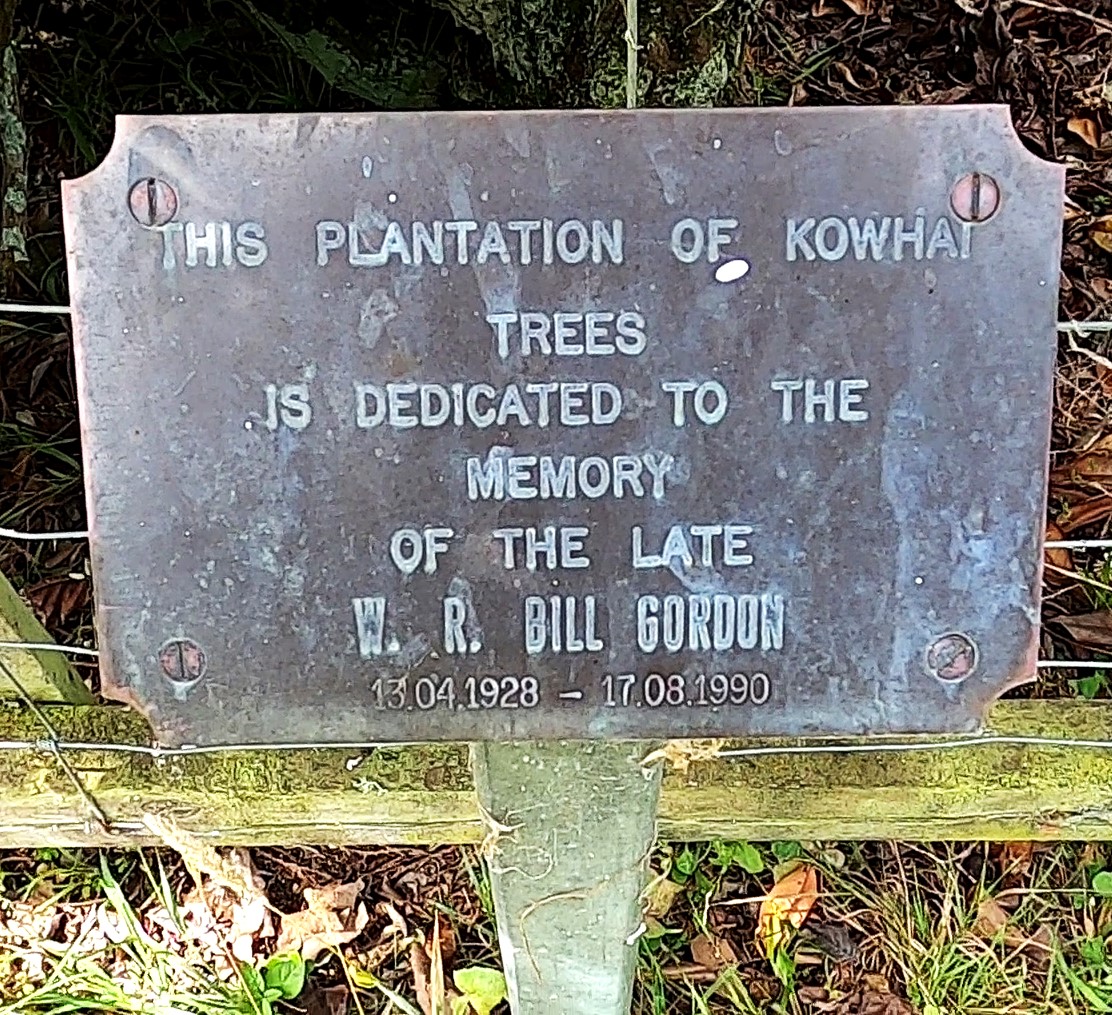 THIS PLANTATION OF KOWHAI
TREES
IS DEDICATED TO THE
MEMORY
OF THE LATE
W. R. BILL GORDON
13.04.1928 – 17.08.1990